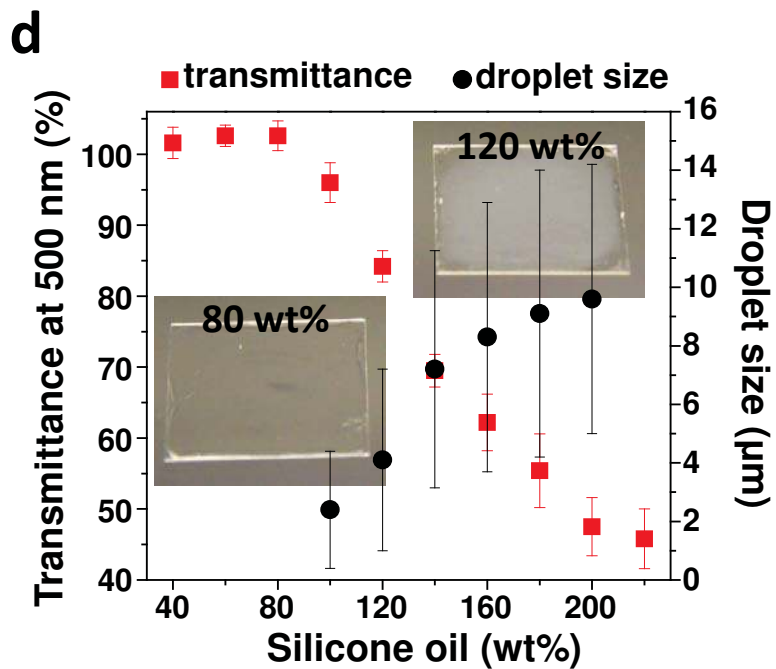 d
transmittance droplet size
Transmittance at 500 nm (%)
100
90
80
70
60
50
40
16
14
12
10
8
6
4
2
0
Droplet size (μm)
120 wt%
80 wt%
40 80 120 160 200
Silicone oil (wt%)